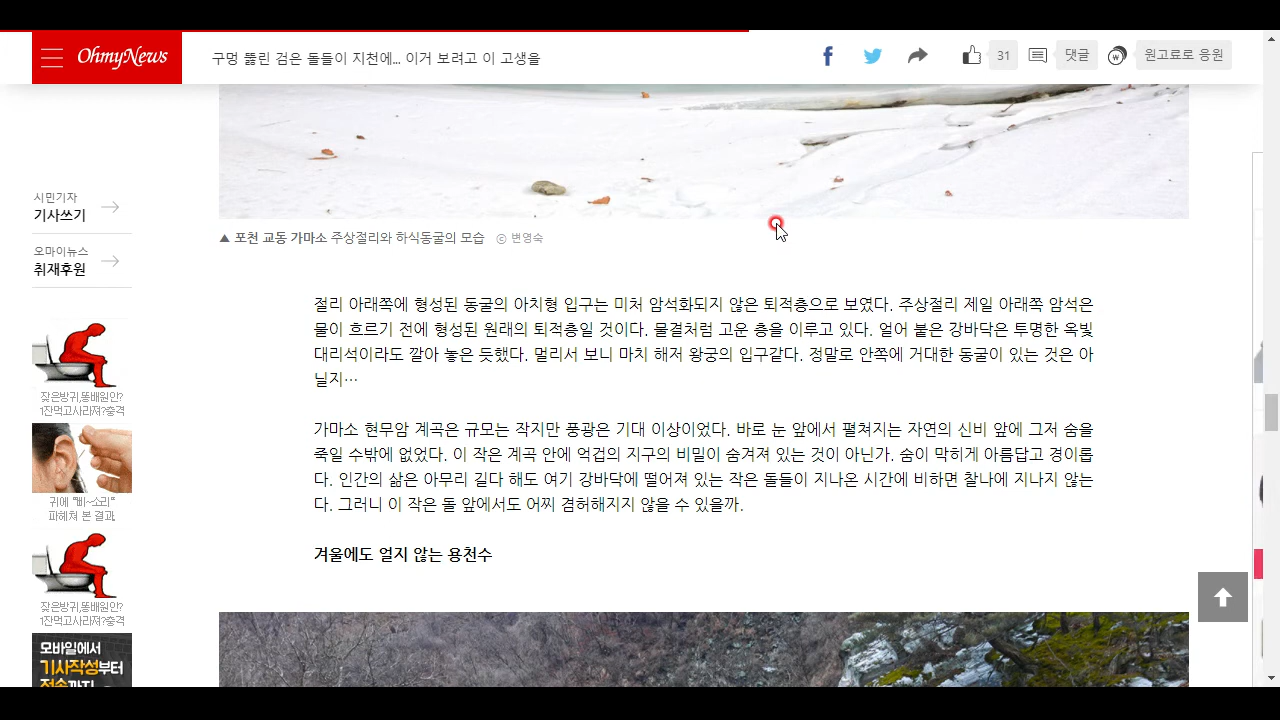 OhmyNews
구멍 뚫린 검은 돌들이 지천에... 이거 보려고 이 고생을
31
댓글
원고료로 응원
시민기자
기사쓰기
오마이뉴스
취재후원
잦은방귀,똥배원인?
1잔먹고사라져?충격
귀에 "삐~소리"
파헤쳐 본 결과.
잦은방귀,똥배원인?
1잔먹고사라져?충격
모바일에서
기사작성부터
전송까지
▲ 포천 교동 가마소 주상절리와 하식동굴의 모습 ⓒ 변영숙
절리 아래쪽에 형성된 동굴의 아치형 입구는 미처 암석화되지 않은 퇴적층으로 보였다. 주상절리 제일 아래쪽 암석은
물이 흐르기 전에 형성된 원래의 퇴적층일 것이다. 물결처럼 고운 층을 이루고 있다. 얼어 붙은 강바닥은 투명한 옥빛
대리석이라도 깔아 놓은 듯했다. 멀리서 보니 마치 해저 왕궁의 입구같다. 정말로 안쪽에 거대한 동굴이 있는 것은 아
닐지…
가마소 현무암 계곡은 규모는 작지만 풍광은 기대 이상이었다. 바로 눈 앞에서 펼쳐지는 자연의 신비 앞에 그저 숨을
죽일 수밖에 없었다. 이 작은 계곡 안에 억겁의 지구의 비밀이 숨겨져 있는 것이 아닌가. 숨이 막히게 아름답고 경이롭
다. 인간의 삶은 아무리 길다 해도 여기 강바닥에 떨어져 있는 작은 돌들이 지나온 시간에 비하면 찰나에 지나지 않는
다. 그러니 이 작은 돌 앞에서도 어찌 겸허해지지 않을 수 있을까.
겨울에도 얼지 않는 용천수